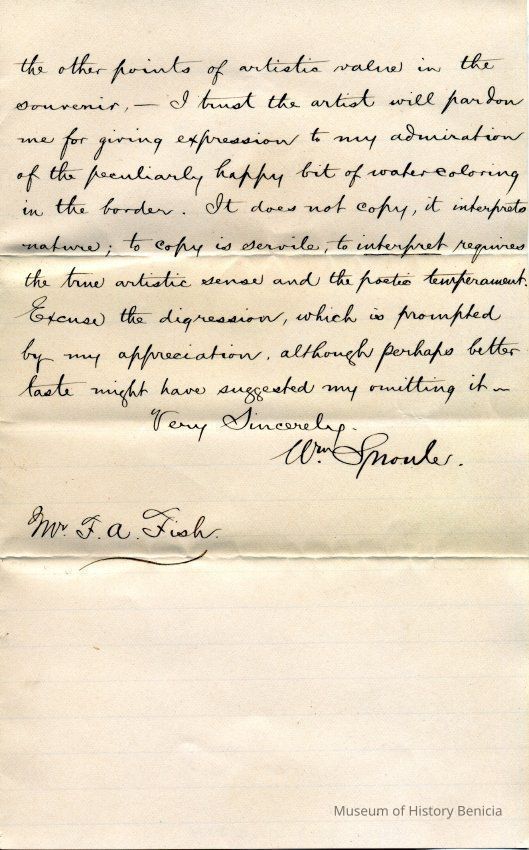 the other points of artistic value in the
souvenir, — I trust the artist will pardon
me for giving expression to my admiration
of the peculiarly happy bit of water coloring
in the border. It does not copy, it interprets
nature; to copy is servile, to interpret requires
the true artistic sense and the poetic temperament.
Excuse the digression, which is prompted
by my appreciation, although perhaps better
taste might have suggested my omitting it ~
Very Sincerely.
Wm Sproule.
Mr. F. A. Fish.
Museum of History Benicia